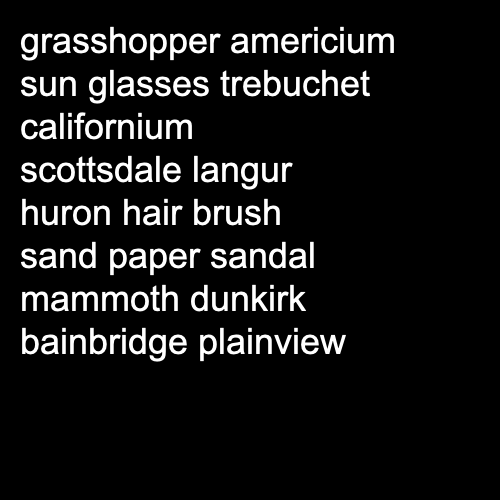 grasshopper americium
sun glasses trebuchet
californium
scottsdale langur
huron hair brush
sand paper sandal
mammoth dunkirk
bainbridge plainview